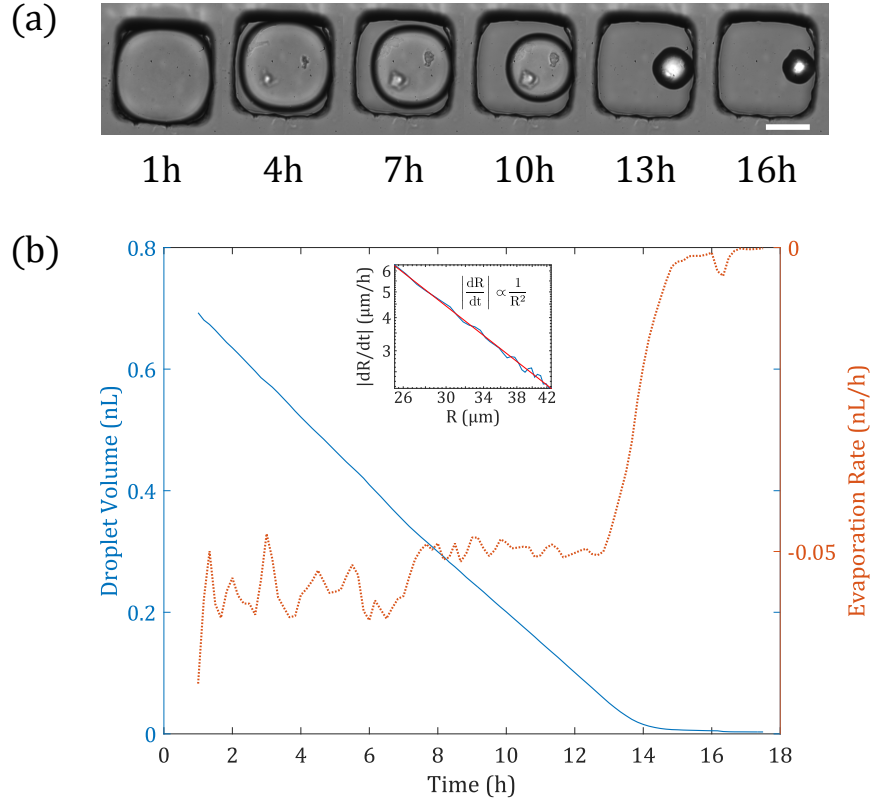 (a)
1h 4h 7h 10h 13h 16h
(b)
0.8
0.6
0.4
0.2
0
Droplet Volume (nL)
0 2 4 6 8 10 12 14 16 18
Time (h)
0
-0.05
Evaporation Rate (nL/h)
6
5
4
3
|dR/dt| (μm/h)
|dR/dt| ∝ 1/R²
26 30 34 38 42
R (μm)